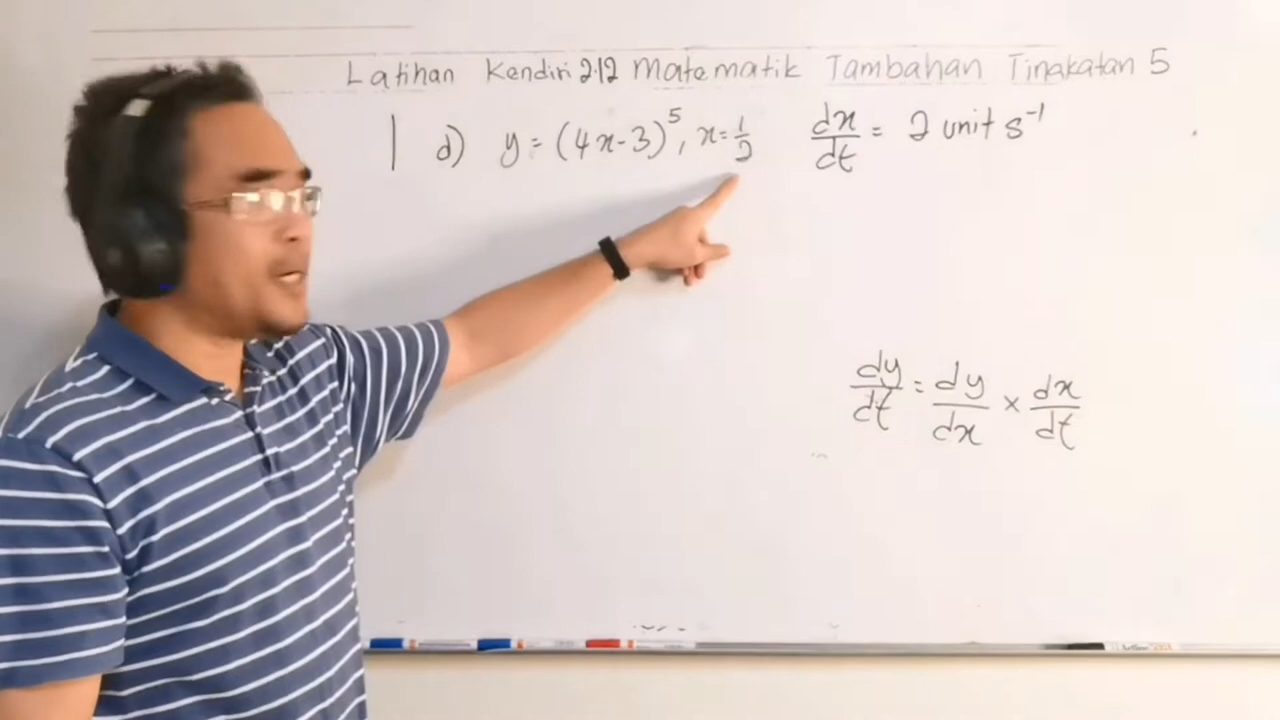 Latihan Kendiri 2.12 Matematik Tambahan Tingkatan 5
1 d) y = (4x-3)^5, x = 1/2 dx/dt = 2 unit s^-1
dy/dt = dy/dx × dx/dt